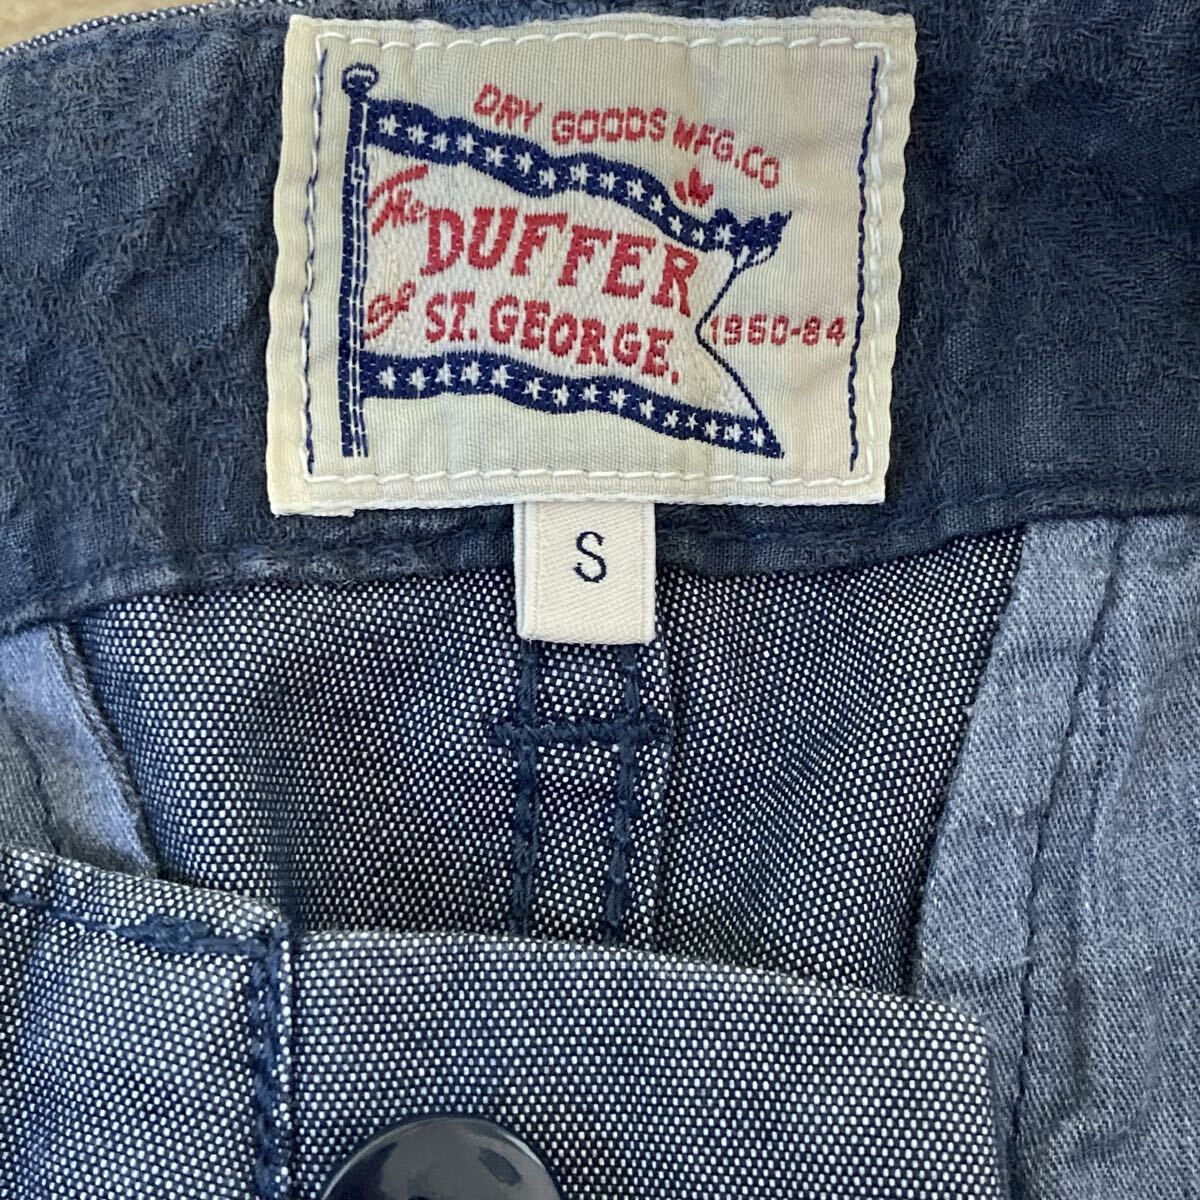 DRY GOODS MFG.CO
The DUFFER
of ST. GEORGE.
1960-84
S